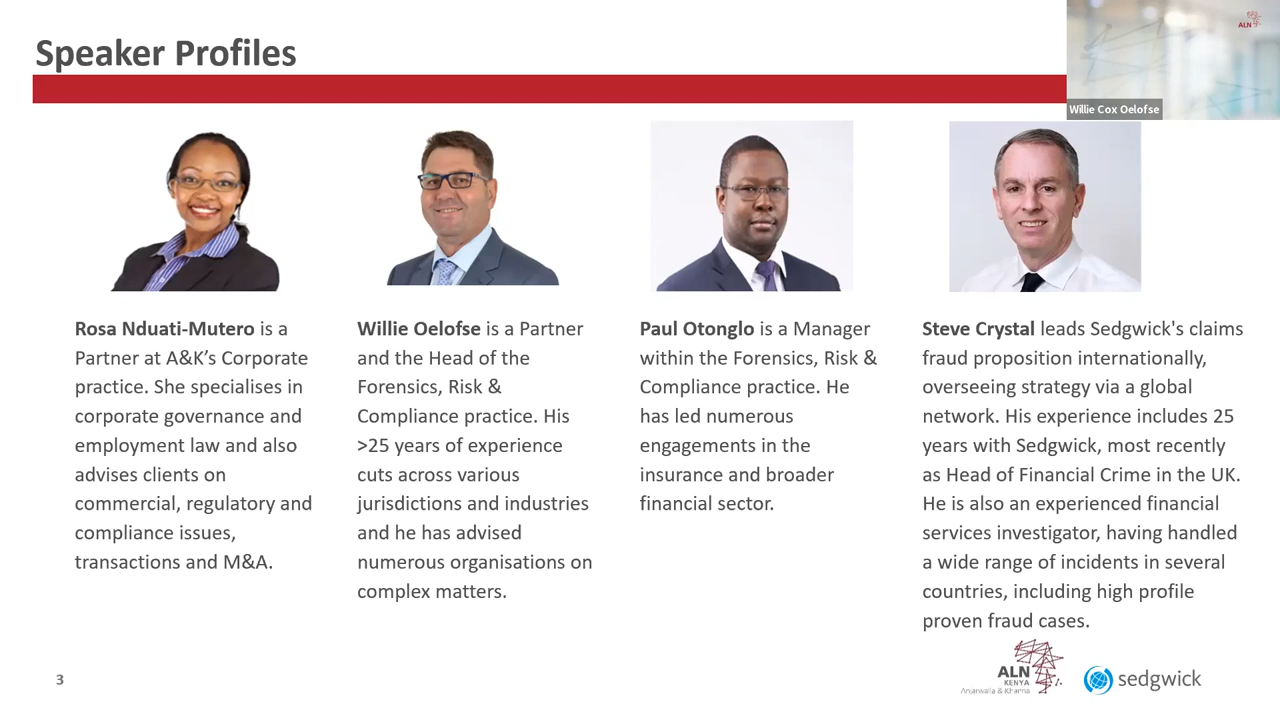 Speaker Profiles
ALN
Willie Cox Oelofse
Rosa Nduati-Mutero is a
Partner at A&K’s Corporate
practice. She specialises in
corporate governance and
employment law and also
advises clients on
commercial, regulatory and
compliance issues,
transactions and M&A.
Willie Oelofse is a Partner
and the Head of the
Forensics, Risk &
Compliance practice. His
>25 years of experience
cuts across various
jurisdictions and industries
and he has advised
numerous organisations on
complex matters.
Paul Otonglo is a Manager
within the Forensics, Risk &
Compliance practice. He
has led numerous
engagements in the
insurance and broader
financial sector.
Steve Crystal leads Sedgwick's claims
fraud proposition internationally,
overseeing strategy via a global
network. His experience includes 25
years with Sedgwick, most recently
as Head of Financial Crime in the UK.
He is also an experienced financial
services investigator, having handled
a wide range of incidents in several
countries, including high profile
proven fraud cases.
3
ALN
KENYA
Anjarwalla & Khanna
sedgwick